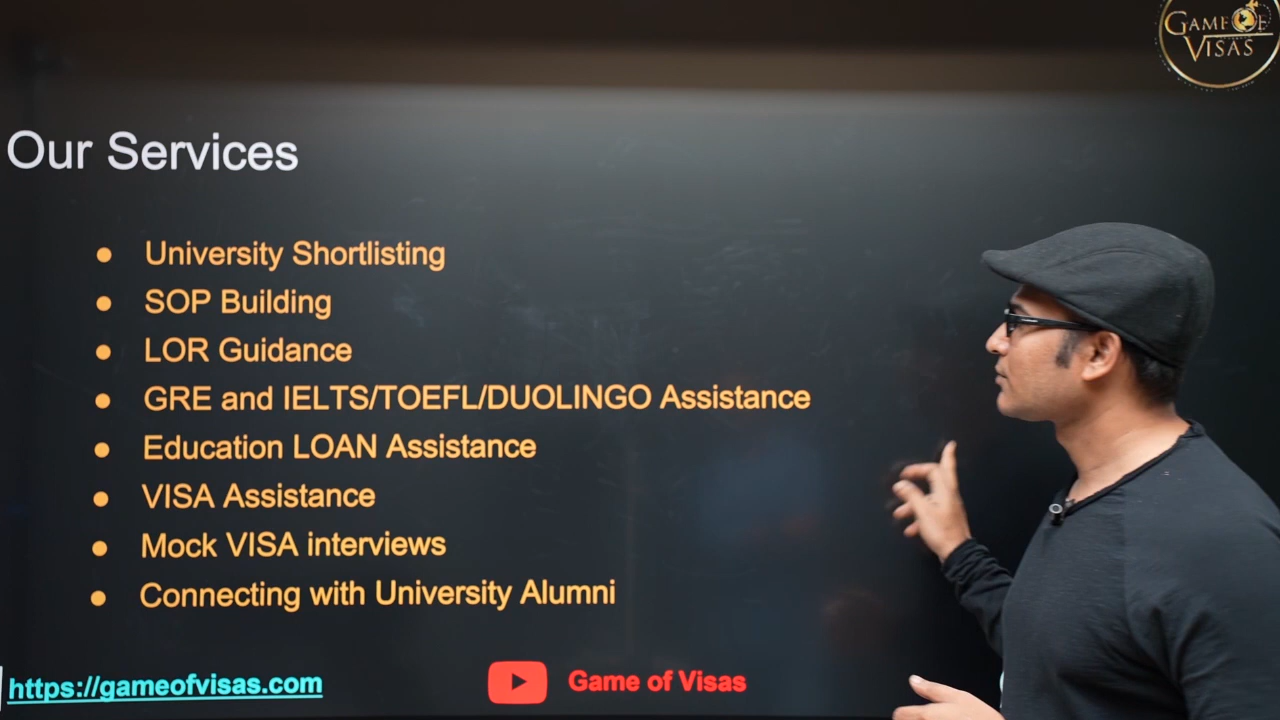 GAME OF
VISAS
Our Services
● University Shortlisting
● SOP Building
● LOR Guidance
● GRE and IELTS/TOEFL/DUOLINGO Assistance
● Education LOAN Assistance
● VISA Assistance
● Mock VISA interviews
● Connecting with University Alumni
https://gameofvisas.com
Game of Visas